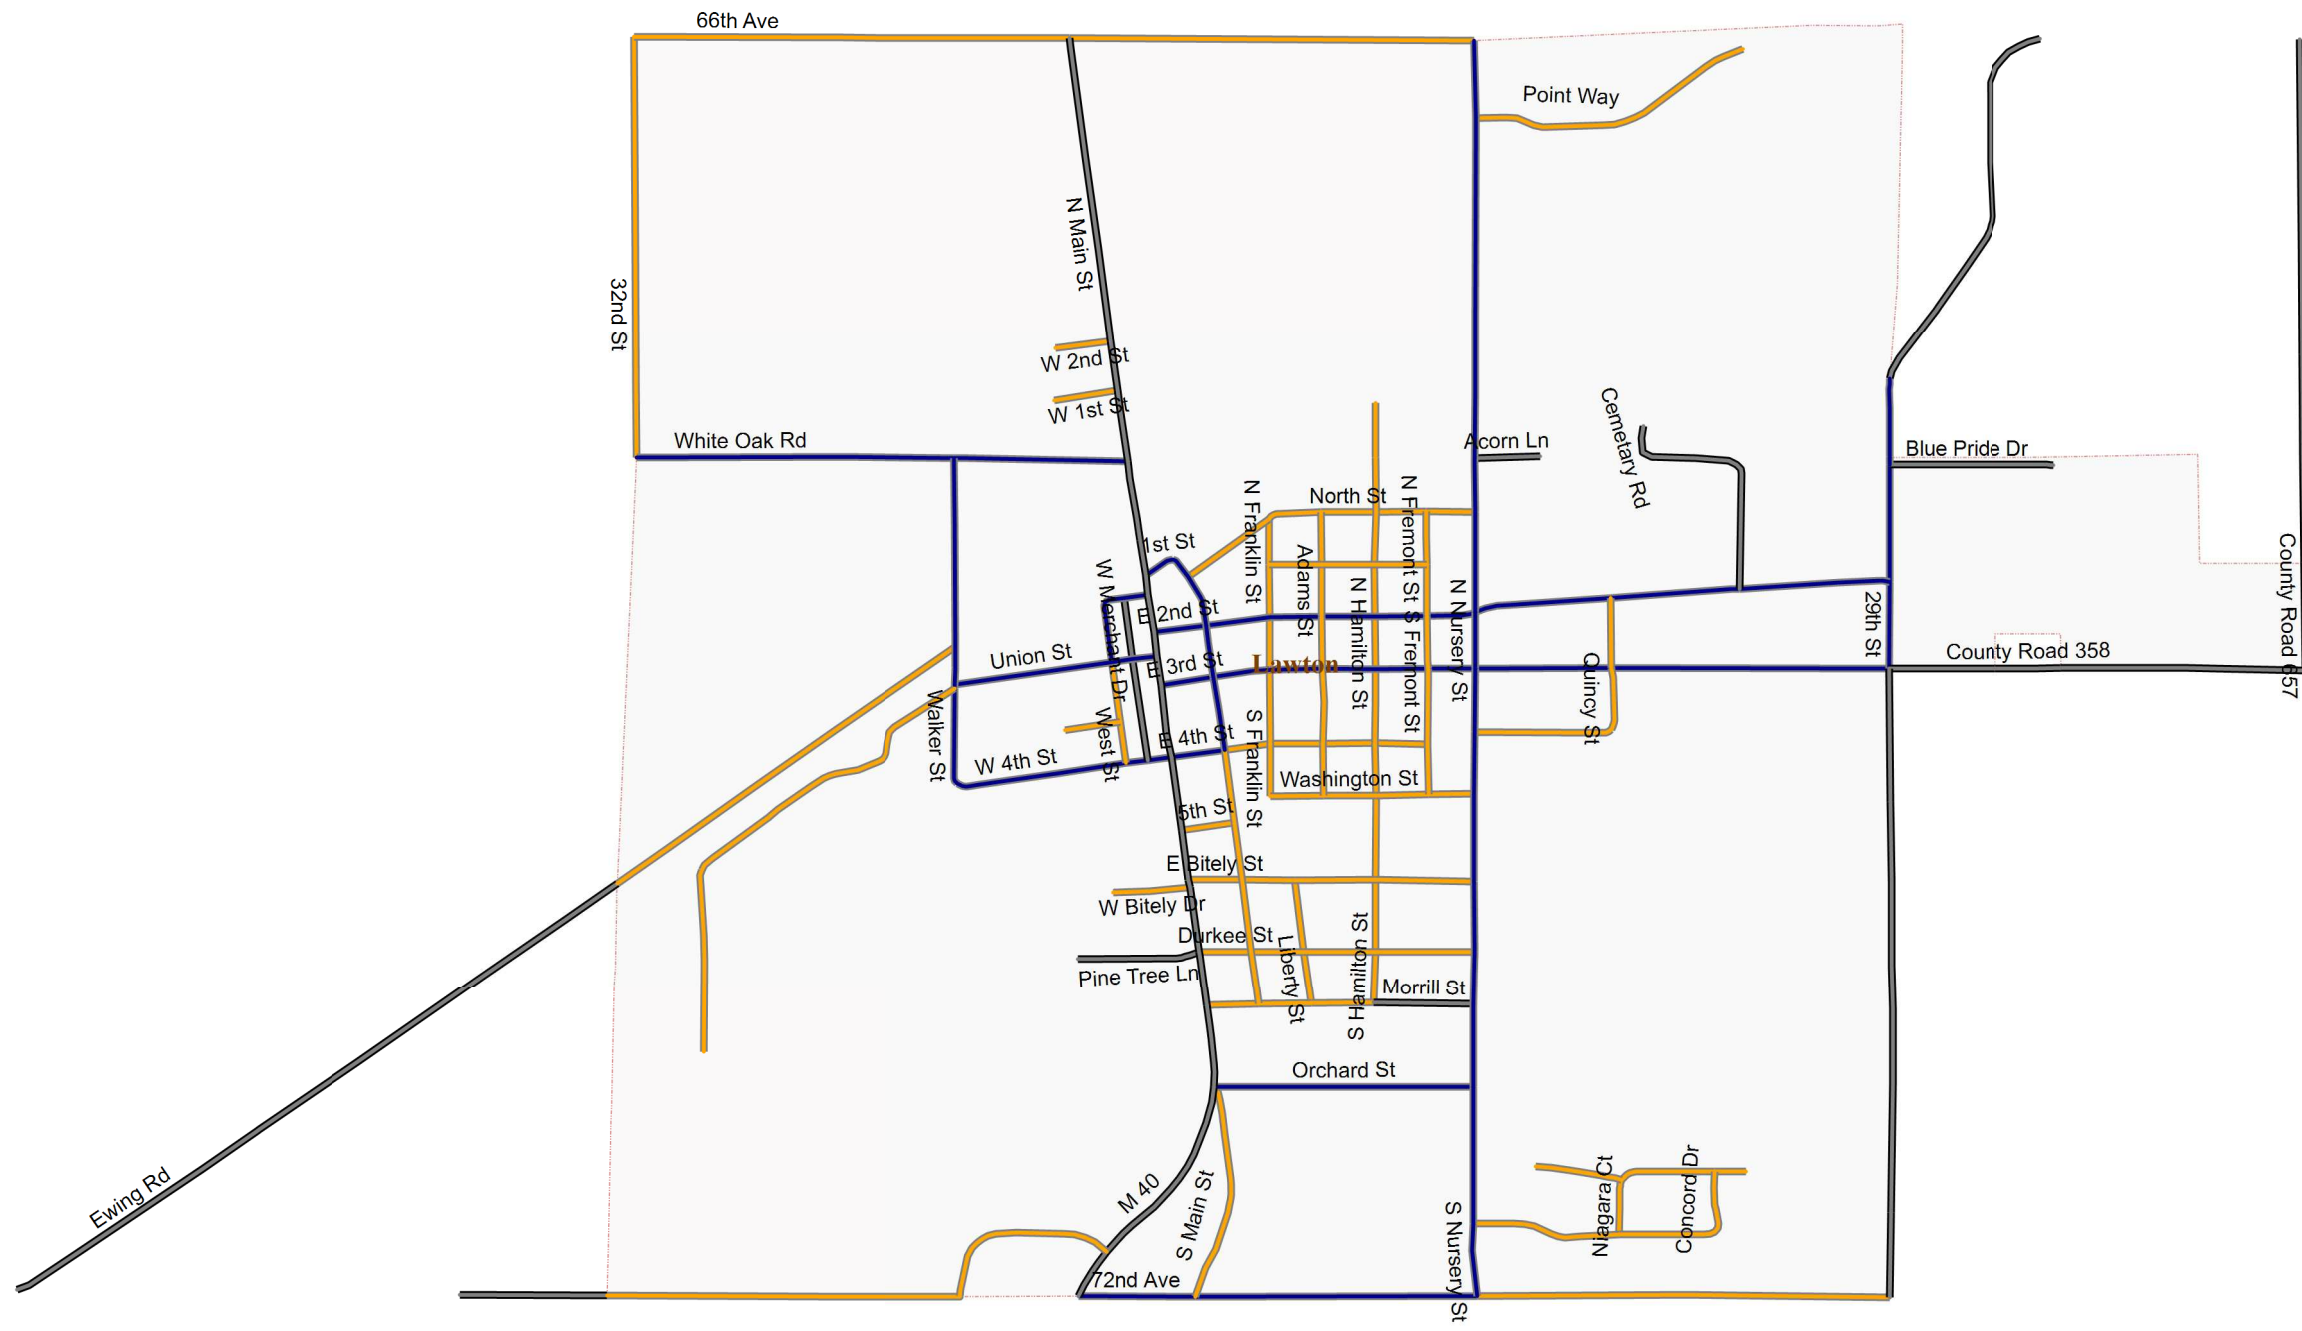 66th Ave
Point Way
N Main St
32nd St
W 2nd St
W 1st St
White Oak Rd
Acorn Ln
Cemetary Rd
Blue Pride Dr
North St
N Franklin St
N Fremont St
1st St
Adams St
W Merchant Dr
N Hamilton St
N Nursery St
E 2nd St
29th St
County Road 657
S Fremont St
Union St
E 3rd St
Lawton
County Road 358
Quincy St
Walker St
West St
E 4th St
S Franklin St
W 4th St
Washington St
5th St
E Bitely St
W Bitely Dr
Durkee St
Liberty St
S Hamilton St
Pine Tree Ln
Morrill St
Orchard St
Ewing Rd
M 40
S Main St
Niagara Ct
Concord Dr
S Nursery St
72nd Ave